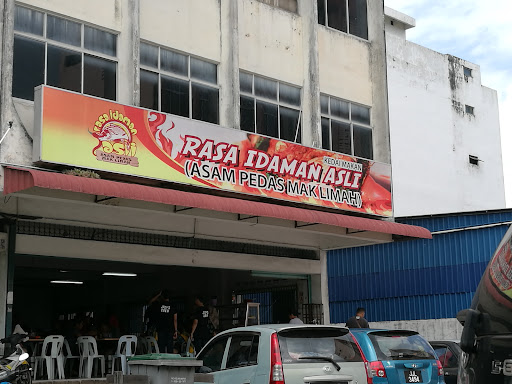 Rasa Idaman
asli
KEDAI MAKAN
RASA IDAMAN ASLI
(ASAM PEDAS MAK LIMAH)